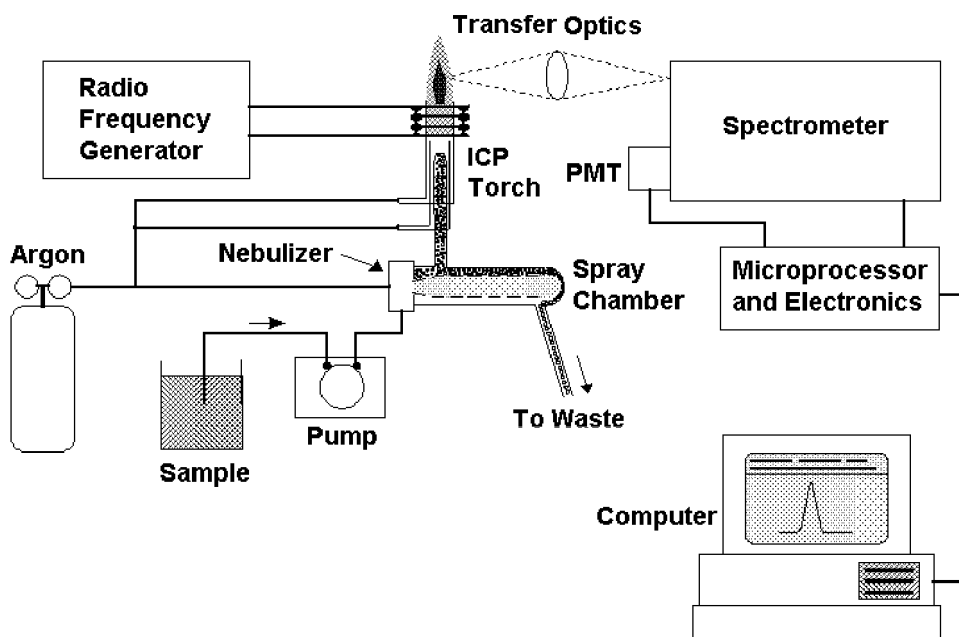 Transfer Optics
Radio
Frequency
Generator
Spectrometer
ICP
Torch
PMT
Argon
Nebulizer
Spray
Chamber
Microprocessor
and Electronics
To Waste
Pump
Sample
Computer